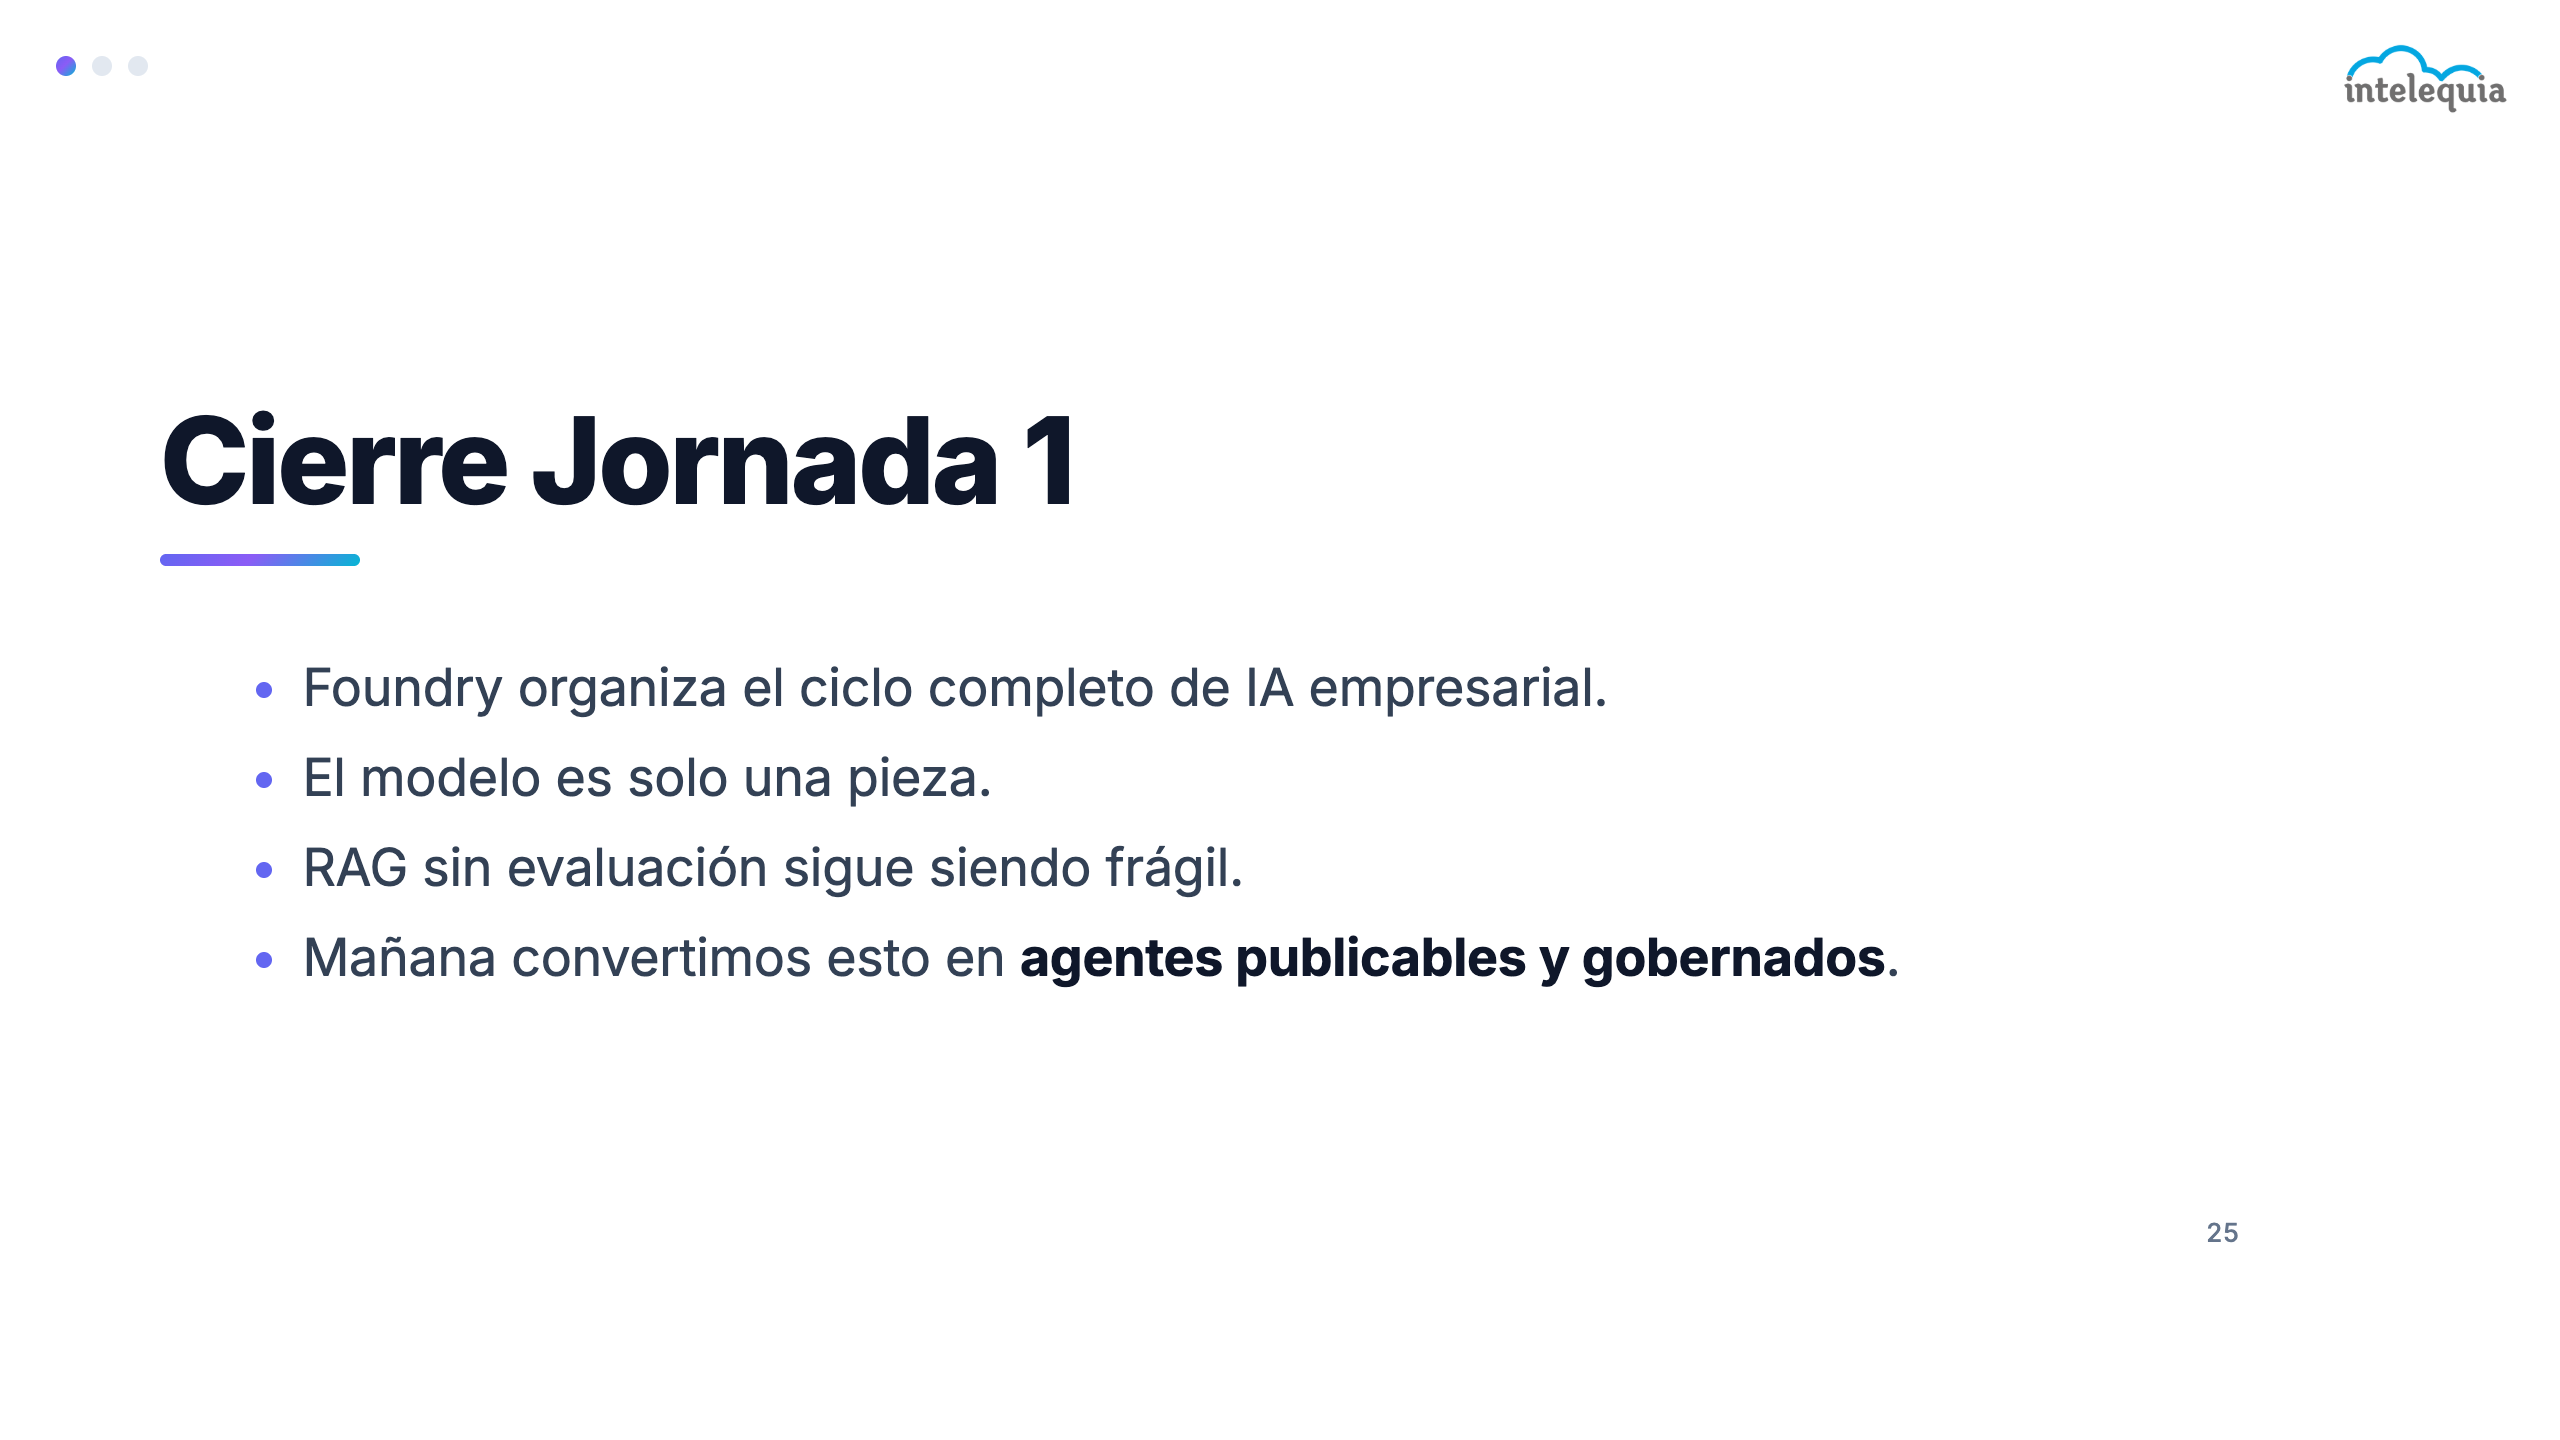 intelequia
Cierre Jornada 1
Foundry organiza el ciclo completo de IA empresarial.
El modelo es solo una pieza.
RAG sin evaluación sigue siendo frágil.
Mañana convertimos esto en agentes publicables y gobernados.
25